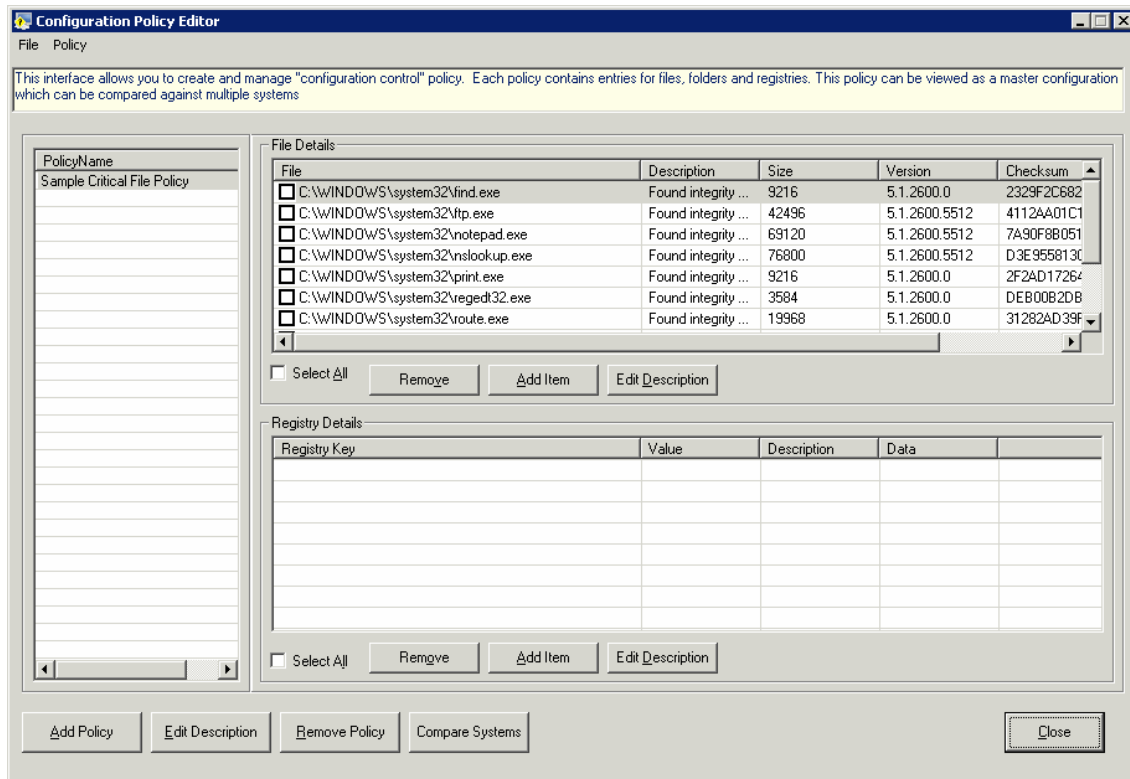 Configuration Policy Editor
File Policy
This interface allows you to create and manage "configuration control" policy. Each policy contains entries for files, folders and registries. This policy can be viewed as a master configuration
which can be compared against multiple systems
PolicyName
Sample Critical File Policy
File Details
File Description Size Version Checksum
C:\WINDOWS\system32\find.exe Found integrity ... 9216 5.1.2600.0 2329F2C682
C:\WINDOWS\system32\ftp.exe Found integrity ... 42496 5.1.2600.5512 4112AA01C1
C:\WINDOWS\system32\notepad.exe Found integrity ... 69120 5.1.2600.5512 7A90F8B051
C:\WINDOWS\system32\nslookup.exe Found integrity ... 76800 5.1.2600.5512 D3E9558130
C:\WINDOWS\system32\print.exe Found integrity ... 9216 5.1.2600.0 2F2AD17264
C:\WINDOWS\system32\regedt32.exe Found integrity ... 3584 5.1.2600.0 DEB00B2DB
C:\WINDOWS\system32\route.exe Found integrity ... 19968 5.1.2600.0 31282AD39F
Select All Remove Add Item Edit Description
Registry Details
Registry Key Value Description Data
Select All Remove Add Item Edit Description
Add Policy Edit Description Remove Policy Compare Systems Close